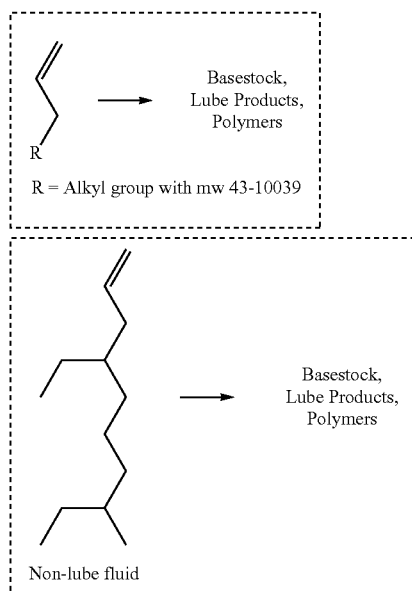 Basestock,
Lube Products,
Polymers
R
R = Alkyl group with mw 43-10039
Basestock,
Lube Products,
Polymers
Non-lube fluid